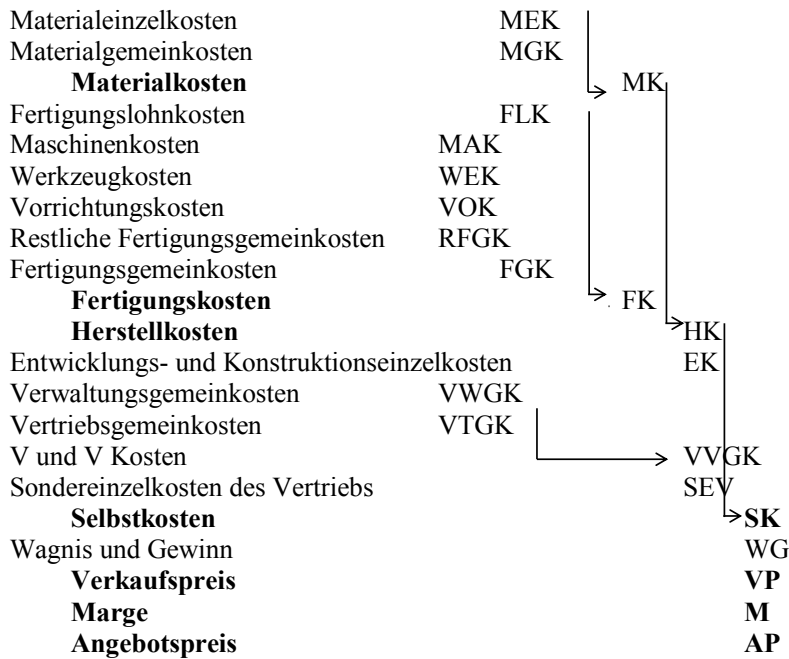 Materialeinzelkosten MEK
Materialgemeinkosten MGK
Materialkosten MK
Fertigungslohnkosten FLK
Maschinenkosten MAK
Werkzeugkosten WEK
Vorrichtungskosten VOK
Restliche Fertigungsgemeinkosten RFGK
Fertigungsgemeinkosten FGK
Fertigungskosten FK
Herstellkosten HK
Entwicklungs- und Konstruktionseinzelkosten EK
Verwaltungsgemeinkosten VWGK
Vertriebsgemeinkosten VTGK
V und V Kosten VVGK
Sondereinzelkosten des Vertriebs SEV
Selbstkosten SK
Wagnis und Gewinn WG
Verkaufspreis VP
Marge M
Angebotspreis AP